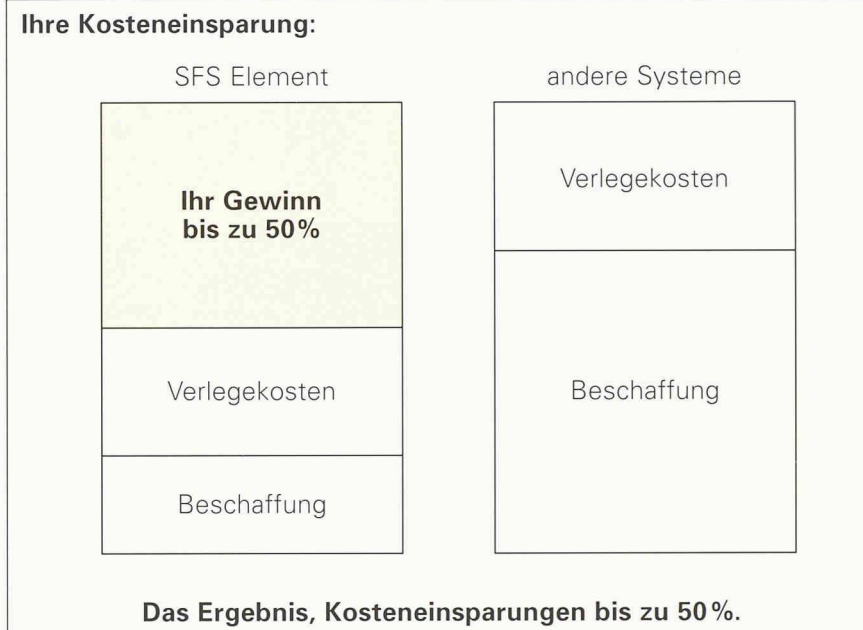 Ihre Kosteneinsparung:
SFS Element
andere Systeme
Ihr Gewinn
bis zu 50%
Verlegekosten
Beschaffung
Verlegekosten
Beschaffung
Das Ergebnis, Kosteneinsparungen bis zu 50%.